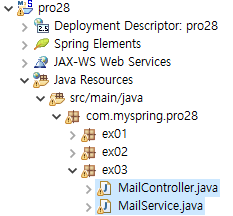 pro28
Deployment Descriptor: pro28
Spring Elements
JAX-WS Web Services
Java Resources
src/main/java
com.myspring.pro28
ex01
ex02
ex03
MailController.java
MailService.java